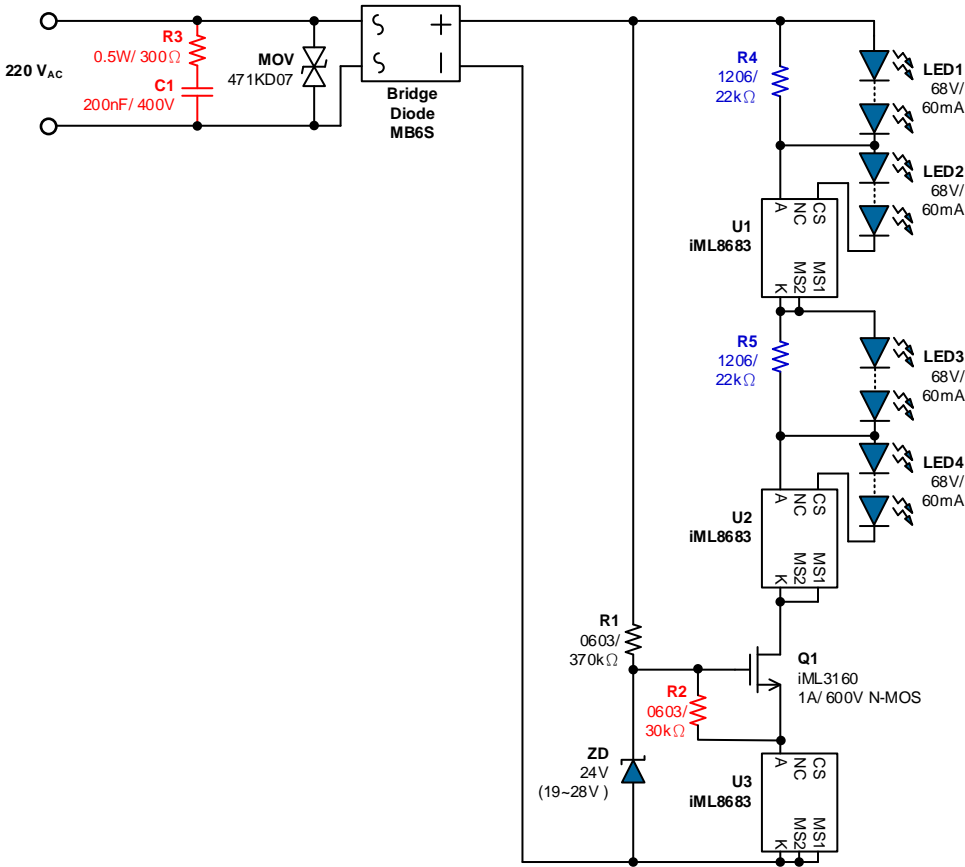 220 VAC
R3
0.5W/ 300Ω
C1
200nF/ 400V
MOV
471KD07
S
S
+
−
Bridge
Diode
MB6S
R4
1206/
22kΩ
LED1
68V/
60mA
LED2
68V/
60mA
U1
iML8683
A
NC
CS
K
MS2
MS1
R5
1206/
22kΩ
LED3
68V/
60mA
LED4
68V/
60mA
U2
iML8683
A
NC
CS
K
MS2
MS1
R1
0603/
370kΩ
R2
0603/
30kΩ
Q1
iML3160
1A/ 600V N-MOS
ZD
24V
(19~28V )
U3
iML8683
A
NC
CS
K
MS2
MS1